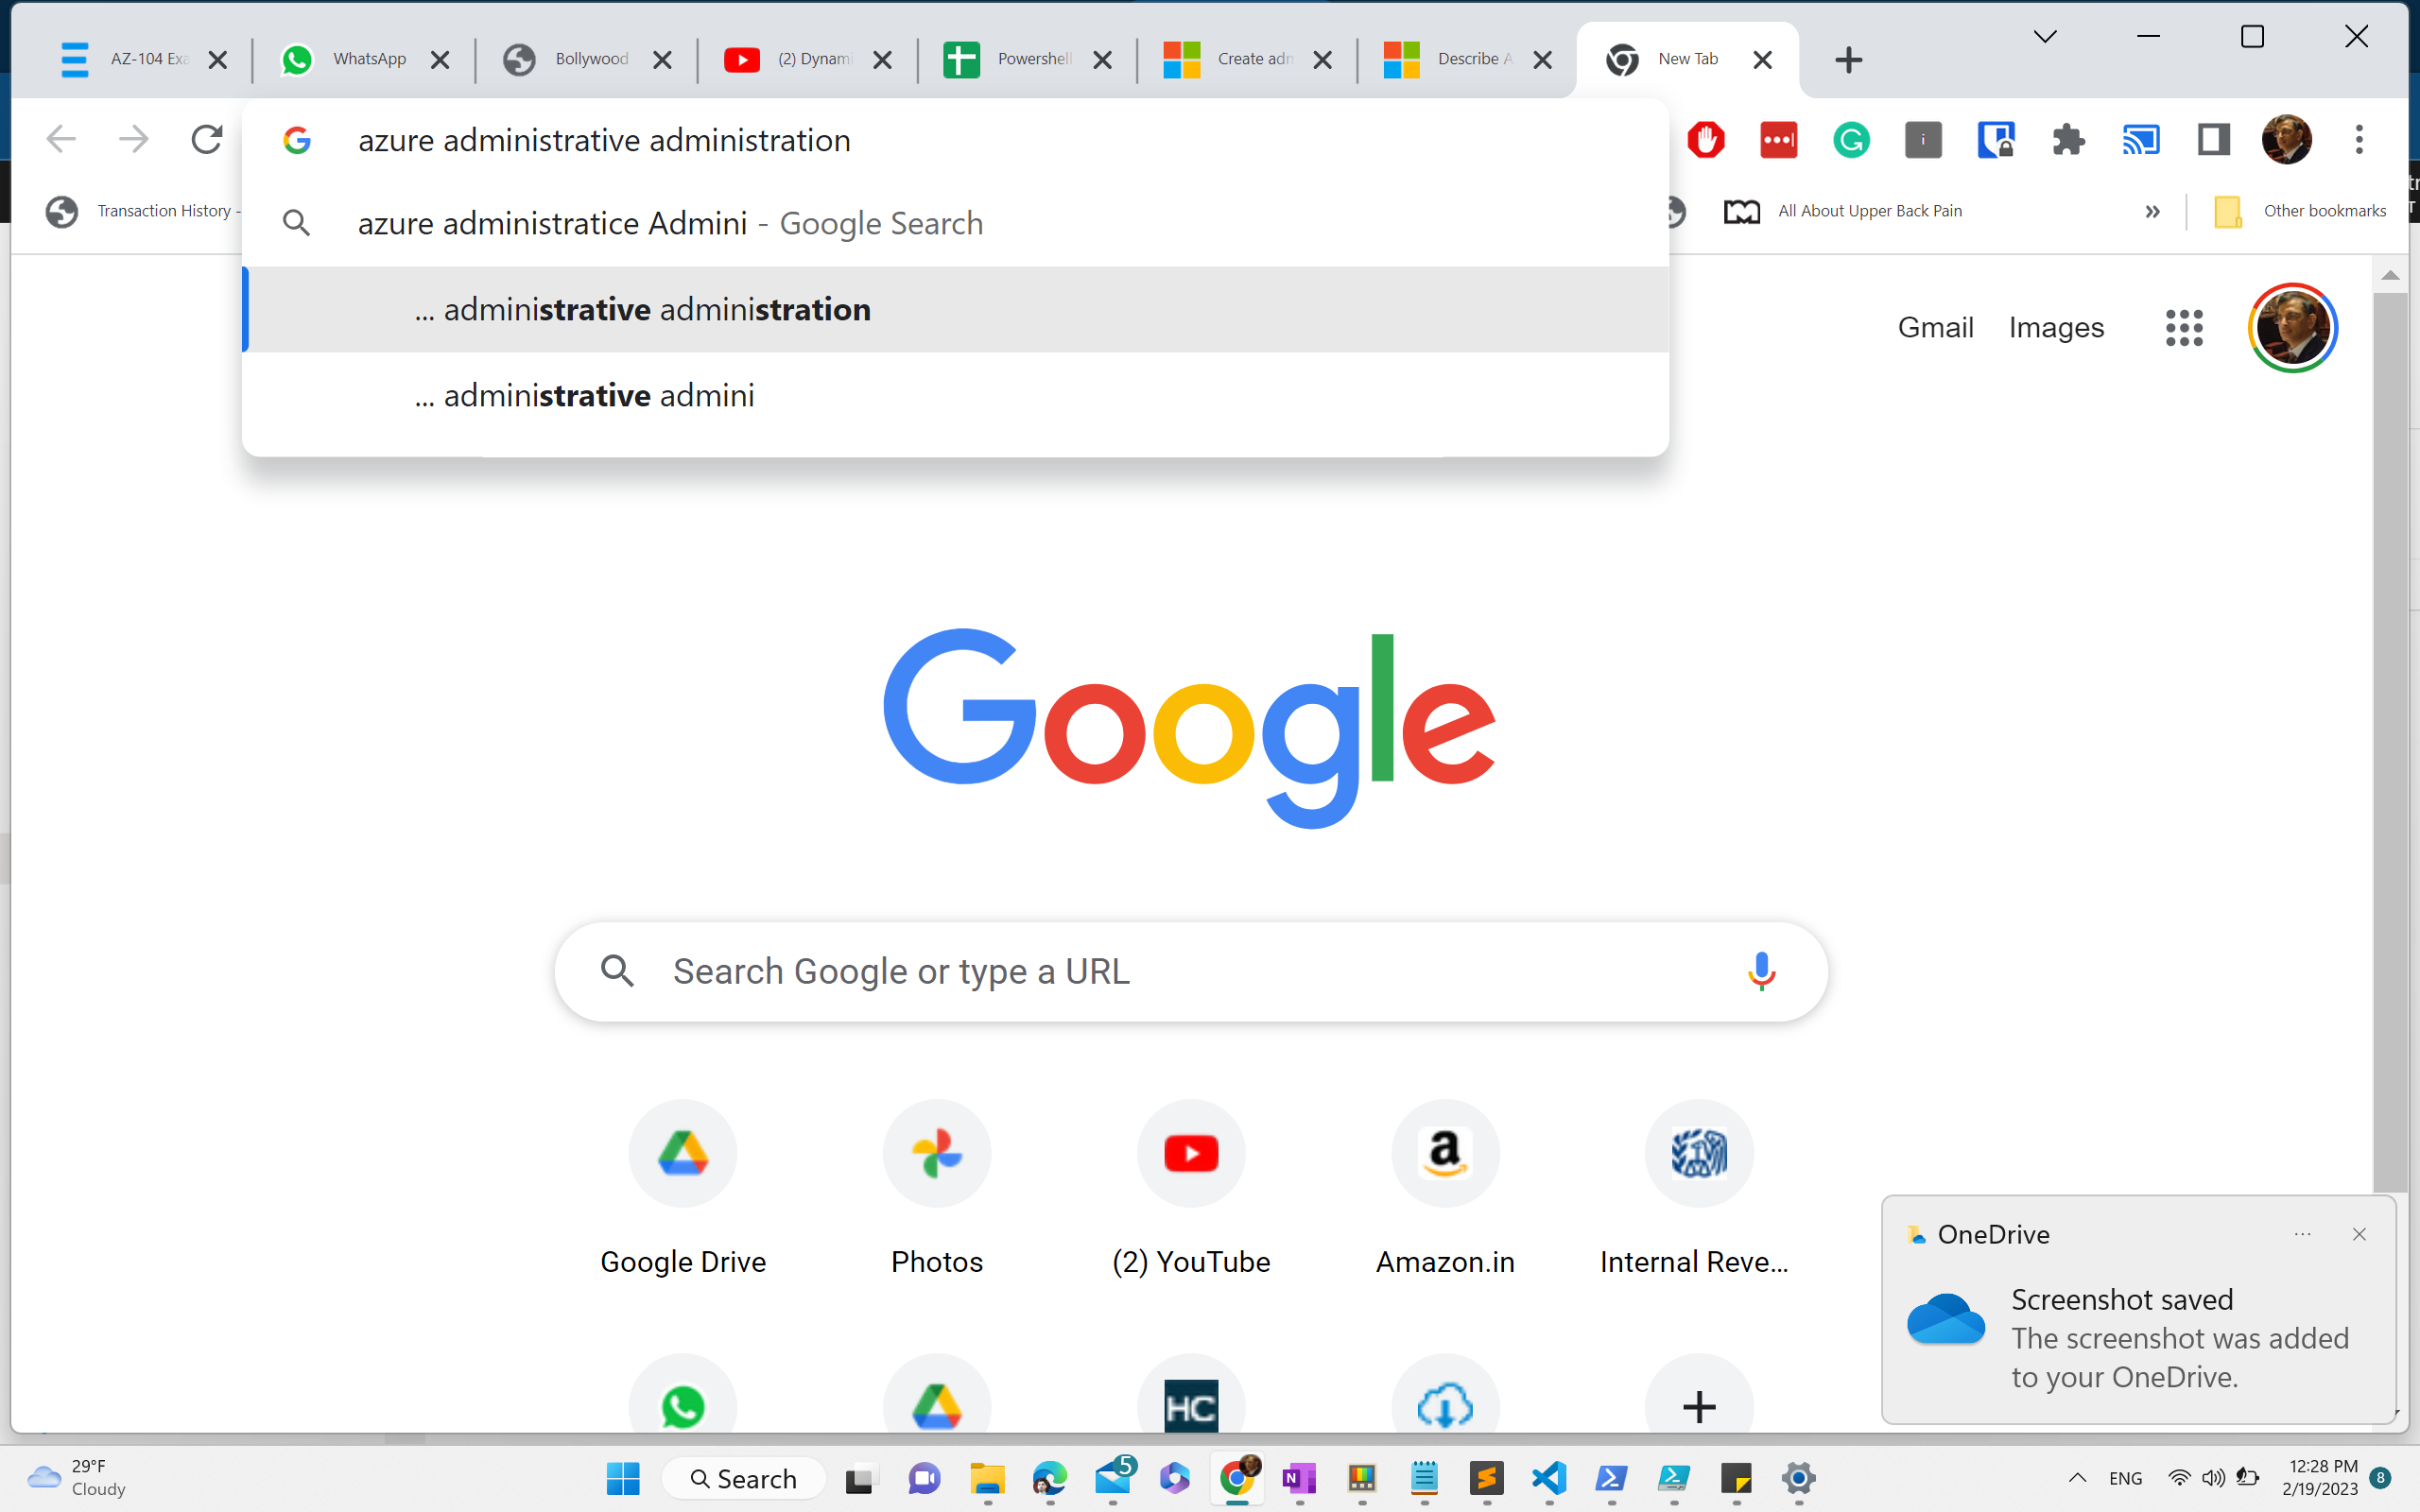 AZ-104 Exa
WhatsApp
Bollywood
(2) Dynami
Powershell
Create adm
Describe A
New Tab
azure administrative administration
azure administratice Admini - Google Search
... administrative administration
... administrative admini
Transaction History -
All About Upper Back Pain
»
Other bookmarks
Gmail
Images
Google
Search Google or type a URL
Google Drive
Photos
(2) YouTube
Amazon.in
Internal Reve...
HC
OneDrive
Screenshot saved
The screenshot was added
to your OneDrive.
29°F
Cloudy
Search
5
ENG
12:28 PM
2/19/2023
8